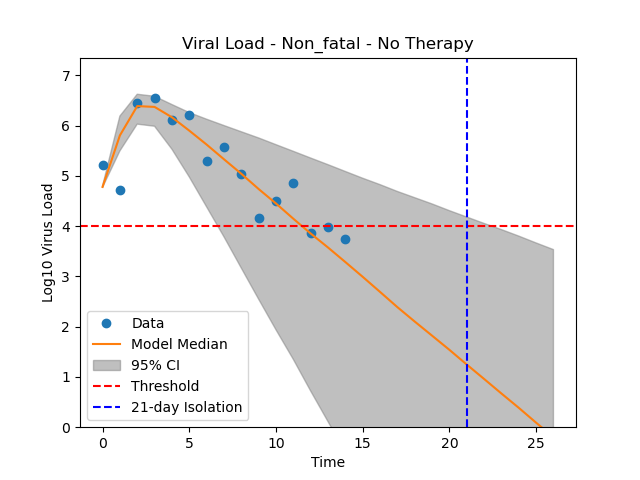 Viral Load - Non_fatal - No Therapy
Log10 Virus Load
7
6
5
4
3
2
1
0
Data
Model Median
95% CI
Threshold
21-day Isolation
0 5 10 15 20 25
Time